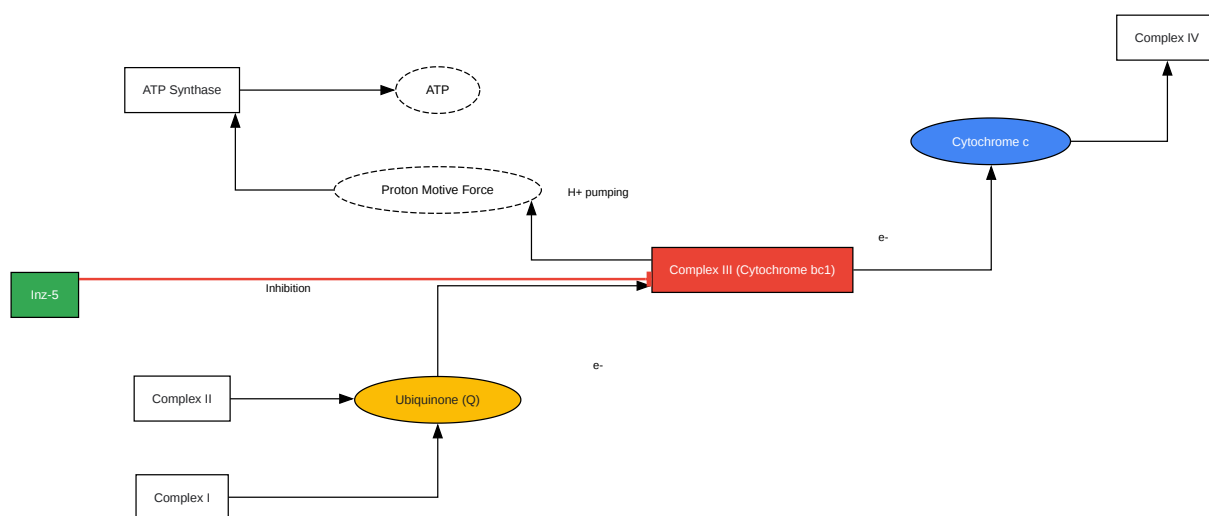 Complex IV
ATP Synthase
ATP
Cytochrome c
Proton Motive Force
H+ pumping
e-
Complex III (Cytochrome bc1)
Inz-5
Inhibition
e-
Complex II
Ubiquinone (Q)
Complex I